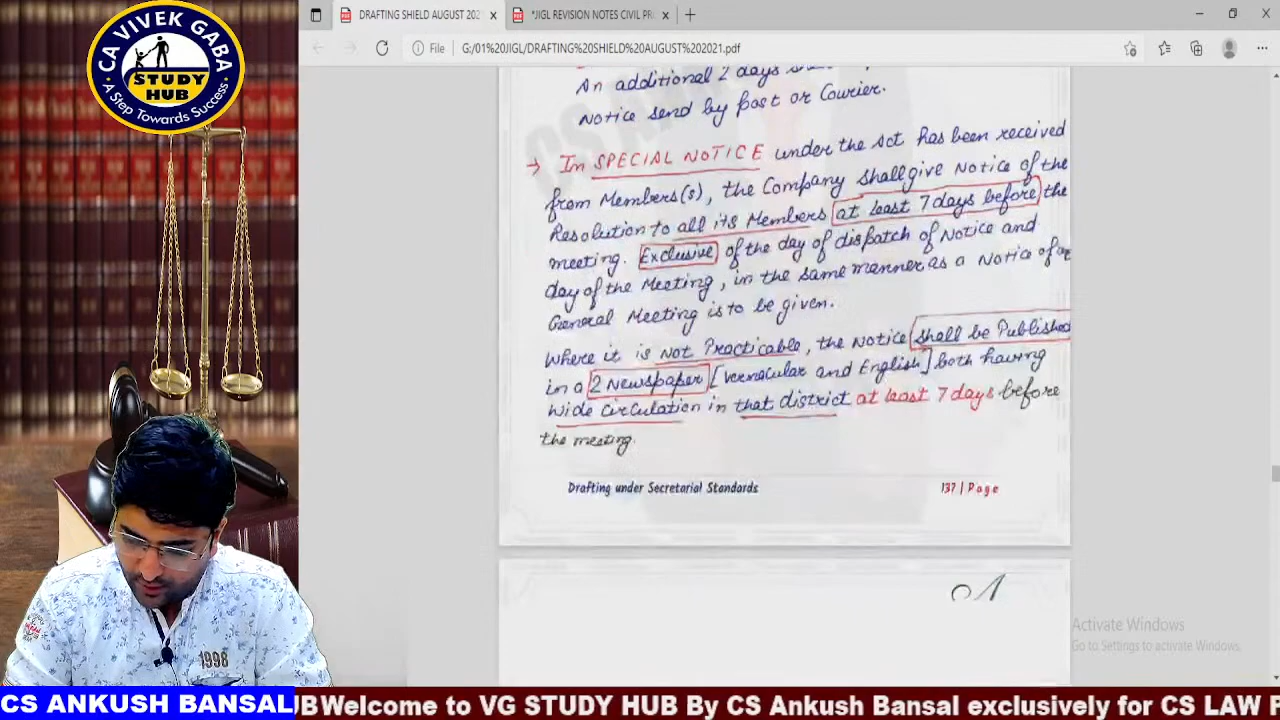 CA VIVEK GABA
STUDY
HUB
A Step Towards Success
DRAFTING SHIELD AUGUST 202
*JIGL REVISION NOTES CIVIL PR
File
G:/01%20JIGL/DRAFTING%20SHIELD%20AUGUST%202021.pdf
An additional 2 days
Notice send by post or Courier.
→ In SPECIAL NOTICE under the Act has been received
from Members(s), the Company shall give Notice of the
Resolution to all its Members at least 7 days before the
meeting. Exclusive of the day of dispatch of Notice and
day of the Meeting, in the same manner as a Notice of
General Meeting is to be given.
Where it is not Practicable, the Notice shall be Published
in a 2 Newspaper [Vernacular and English] both having
Wide circulation in that district at least 7 days before
the meeting.
Drafting under Secretarial Standards
137 | Page
Activate Windows
Go to Settings to activate Windows.
1998
CS ANKUSH BANSAL
UBWelcome to VG STUDY HUB By CS Ankush Bansal exclusively for CS LAW